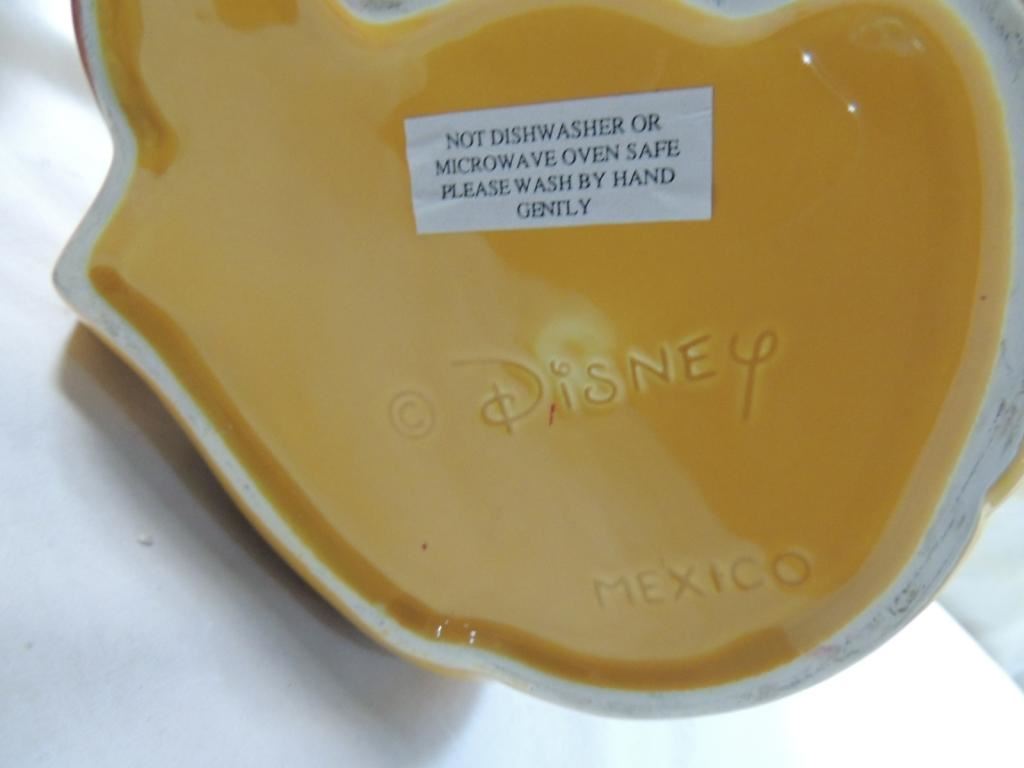 NOT DISHWASHER OR
MICROWAVE OVEN SAFE
PLEASE WASH BY HAND
GENTLY
© DISNEY
MEXICO